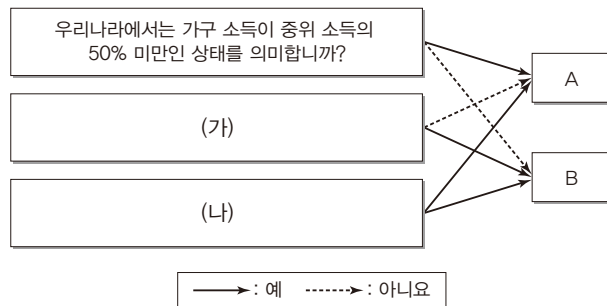 우리나라에서는 가구 소득이 중위 소득의
50% 미만인 상태를 의미합니까?
A
(가)
B
(나)
: 예 : 아니요